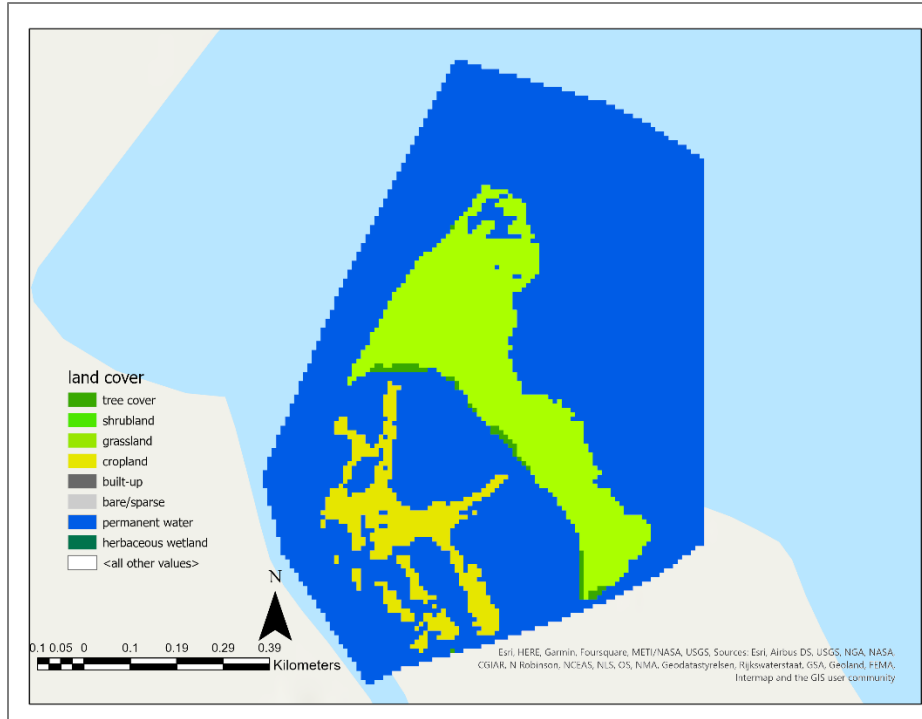 land cover
tree cover
shrubland
grassland
cropland
built-up
bare/sparse
permanent water
herbaceous wetland
<all other values>
N
0.1 0.05 0 0.1 0.19 0.29 0.39
Kilometers
Esri, HERE, Garmin, Foursquare, METI/NASA, USGS, Sources: Esri, Airbus DS, USGS, NGA, NASA,
CGIAR, N Robinson, NCEAS, NLS, OS, NMA, Geodatastyrelsen, Rijkswaterstaat, GSA, Geoland, FEMA,
Intermap and the GIS user community